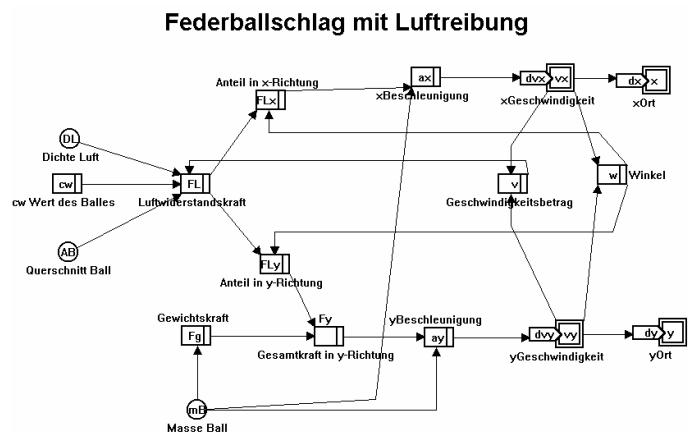 Federballschlag mit Luftreibung
Anteil in x-Richtung
FLx
ax
xBeschleunigung
dvx vx
xGeschwindigkeit
dx x
xOrt
DL
Dichte Luft
cw
cw Wert des Balles
FL
Luftwiderstandskraft
v
Geschwindigkeitsbetrag
w Winkel
AB
Querschnitt Ball
FLy
Anteil in y-Richtung
Gewichtskraft
Fg
Fy
Gesamtkraft in y-Richtung
yBeschleunigung
ay
dvy vy
yGeschwindigkeit
dy y
yOrt
mB
Masse Ball